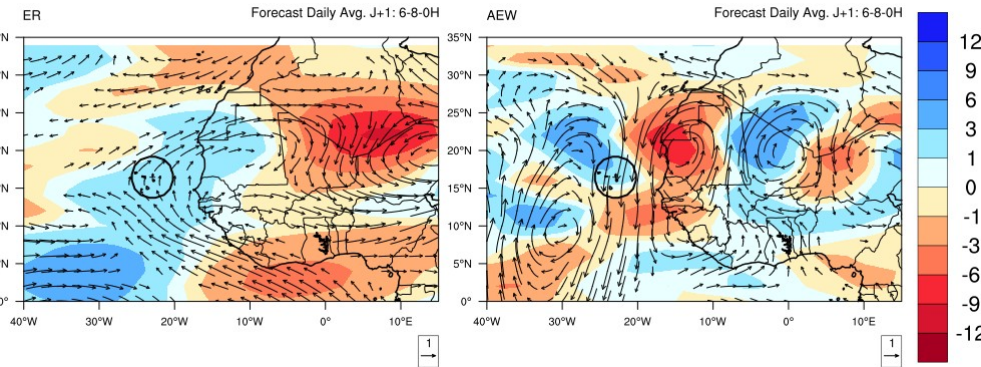 ER Forecast Daily Avg. J+1: 6-8-0H
AEW Forecast Daily Avg. J+1: 6-8-0H
°N 35°N
°N 30°N
°N 25°N
°N 20°N
°N 15°N
°N 10°N
°N 5°N
0° 0°
40°W 30°W 20°W 10°W 0° 10°E
40°W 30°W 20°W 10°W 0° 10°E
1
1
12
9
6
3
1
0
-1
-3
-6
-9
-12